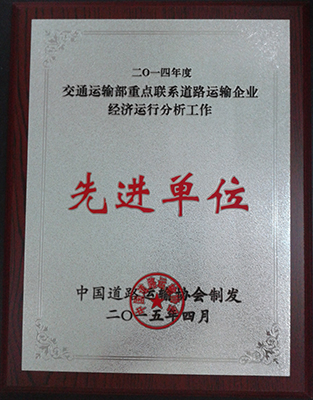 二〇一四年度
交通运输部重点联系道路运输企业
经济运行分析工作
先进单位
中国道路运输协会制发
二〇一五年四月